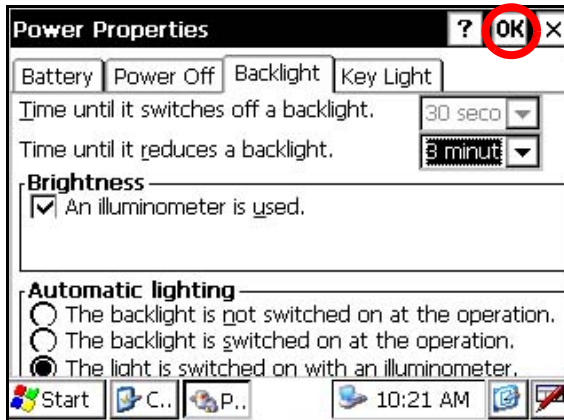 Power Properties ? OK ×
Battery Power Off Backlight Key Light
Time until it switches off a backlight. 30 seco
Time until it reduces a backlight. 3 minut
Brightness
An illuminometer is used.
Automatic lighting
The backlight is not switched on at the operation.
The backlight is switched on at the operation.
The light is switched on with an illuminometer.
Start C.. P.. 10:21 AM